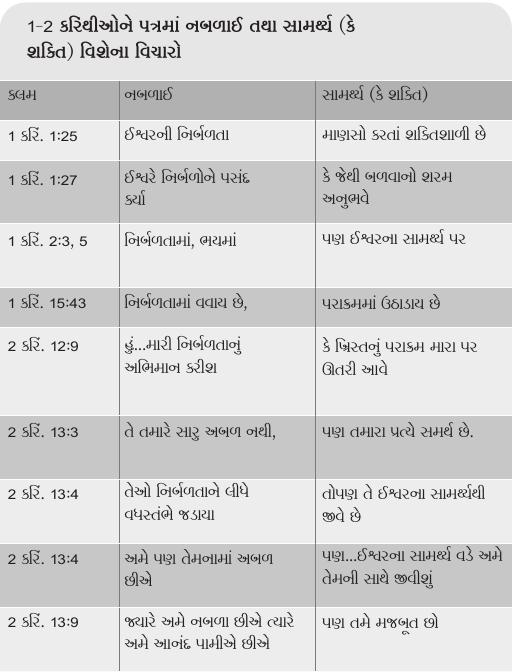 1-2 કરિંથીઓને પત્રમાં નબળાઈ તથા સામર્થ્ય (કે
શક્તિ) વિશેના વિચારો
કલમ નબળાઈ સામર્થ્ય (કે શક્તિ)
1 કરિં. 1:25 ઈશ્વરની નિર્બળતા માણસો કરતાં શક્તિશાળી છે
1 કરિં. 1:27 ઈશ્વરે નિર્બળોને પસંદ કે જેથી બળવાનો શરમ
ર્ક્યા અનુભવે
1 કરિં. 2:3, 5 નિર્બળતામાં, ભયમાં પણ ઈશ્વરના સામર્થ્ય પર
1 કરિં. 15:43 નિર્બળતામાં વવાય છે, પરાક્રમમાં ઉઠાડાય છે
2 કરિં. 12:9 હું...મારી નિર્બળતાનું કે ખ્રિસ્તનું પરાક્રમ મારા પર
અભિમાન કરીશ ઊતરી આવે
2 કરિં. 13:3 તે તમારે સારુ અબળ નથી, પણ તમારા પ્રત્યે સમર્થ છે.
2 કરિં. 13:4 તેઓ નિર્બળતાને લીધે તોપણ તે ઈશ્વરના સામર્થ્યથી
વધસ્તંભે જડાયા જીવે છે
2 કરિં. 13:4 અમે પણ તેમનામાં અબળ પણ...ઈશ્વરના સામર્થ્ય વડે અમે
છીએ તેમની સાથે જીવીશું
2 કરિં. 13:9 જ્યારે અમે નબળા છીએ ત્યારે પણ તમે મજબૂત છો
અમે આનંદ પામીએ છીએ